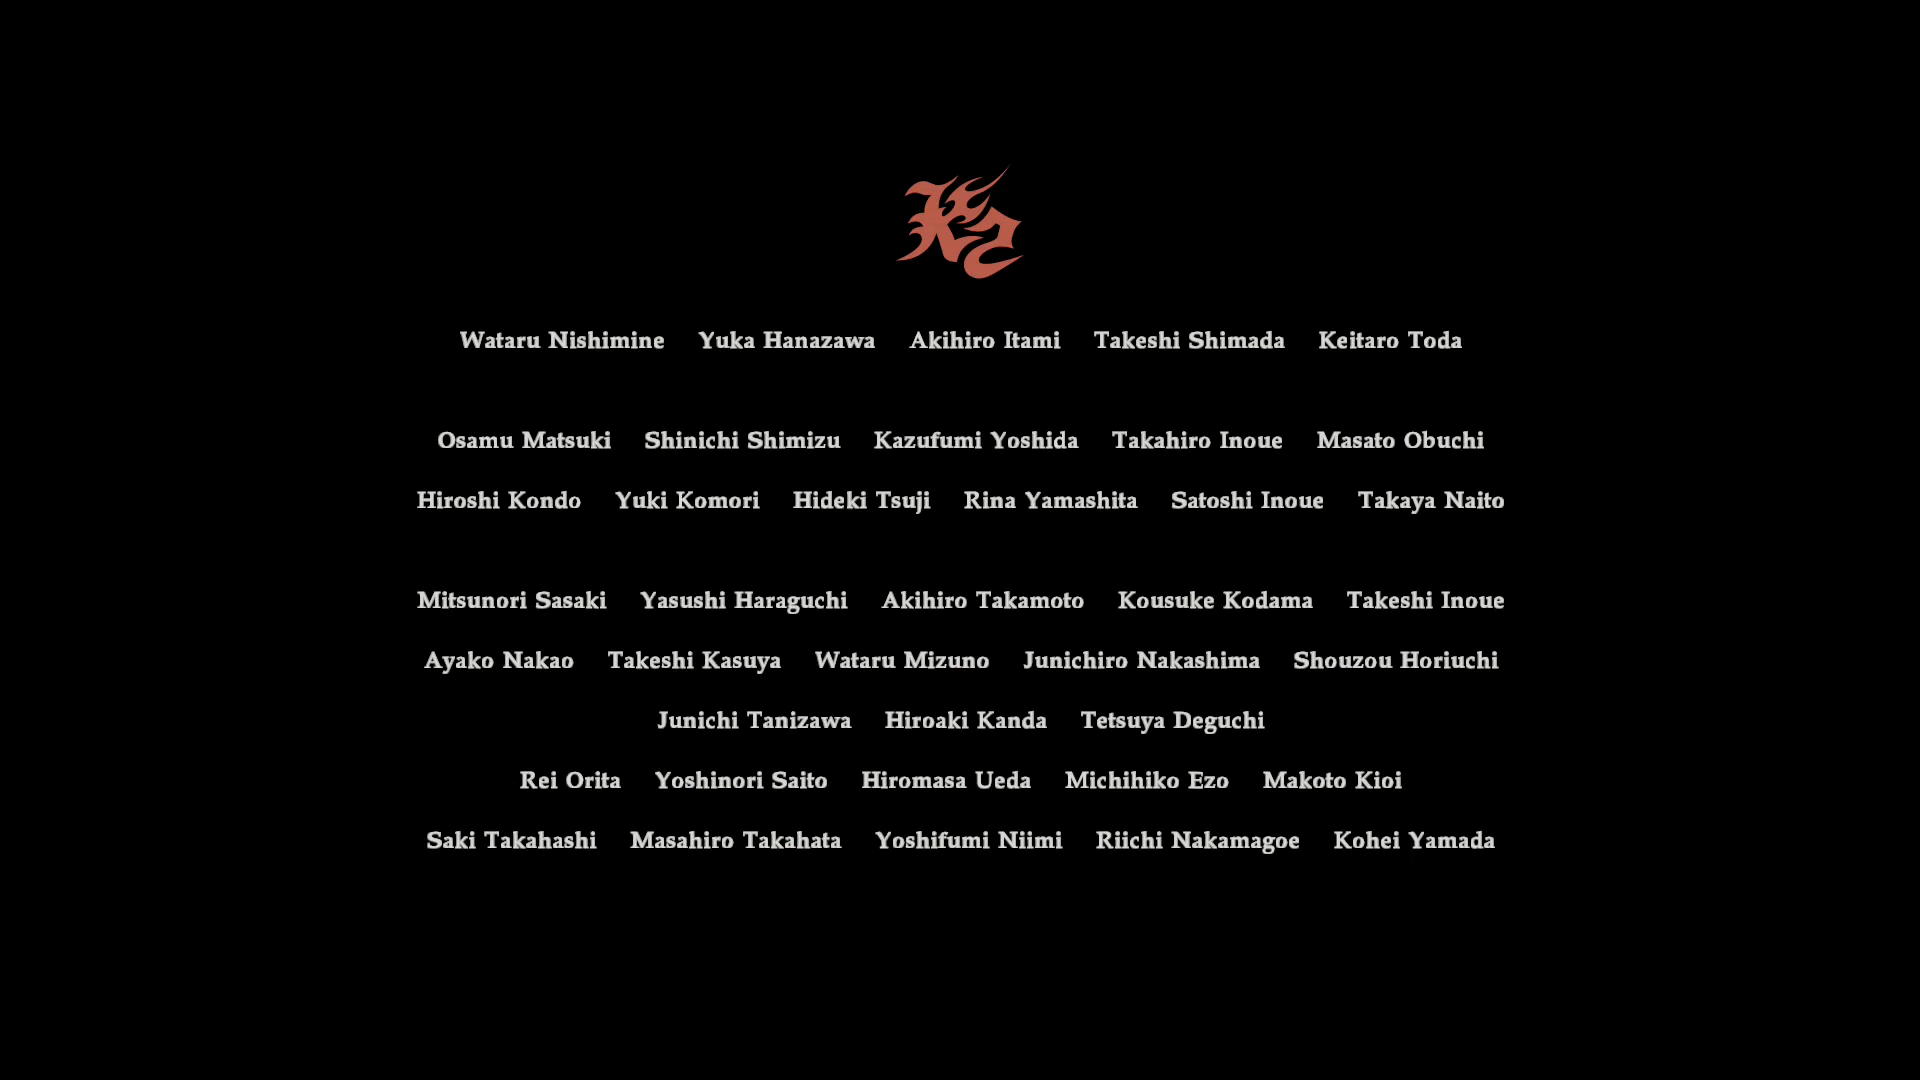 K2
Wataru Nishimine Yuka Hanazawa Akihiro Itami Takeshi Shimada Keitaro Toda
Osamu Matsuki Shinichi Shimizu Kazufumi Yoshida Takahiro Inoue Masato Obuchi
Hiroshi Kondo Yuki Komori Hideki Tsuji Rina Yamashita Satoshi Inoue Takaya Naito
Mitsunori Sasaki Yasushi Haraguchi Akihiro Takamoto Kousuke Kodama Takeshi Inoue
Ayako Nakao Takeshi Kasuya Wataru Mizuno Junichiro Nakashima Shouzou Horiuchi
Junichi Tanizawa Hiroaki Kanda Tetsuya Deguchi
Rei Orita Yoshinori Saito Hiromasa Ueda Michihiko Ezo Makoto Kioi
Saki Takahashi Masahiro Takahata Yoshifumi Niimi Riichi Nakamagoe Kohei Yamada